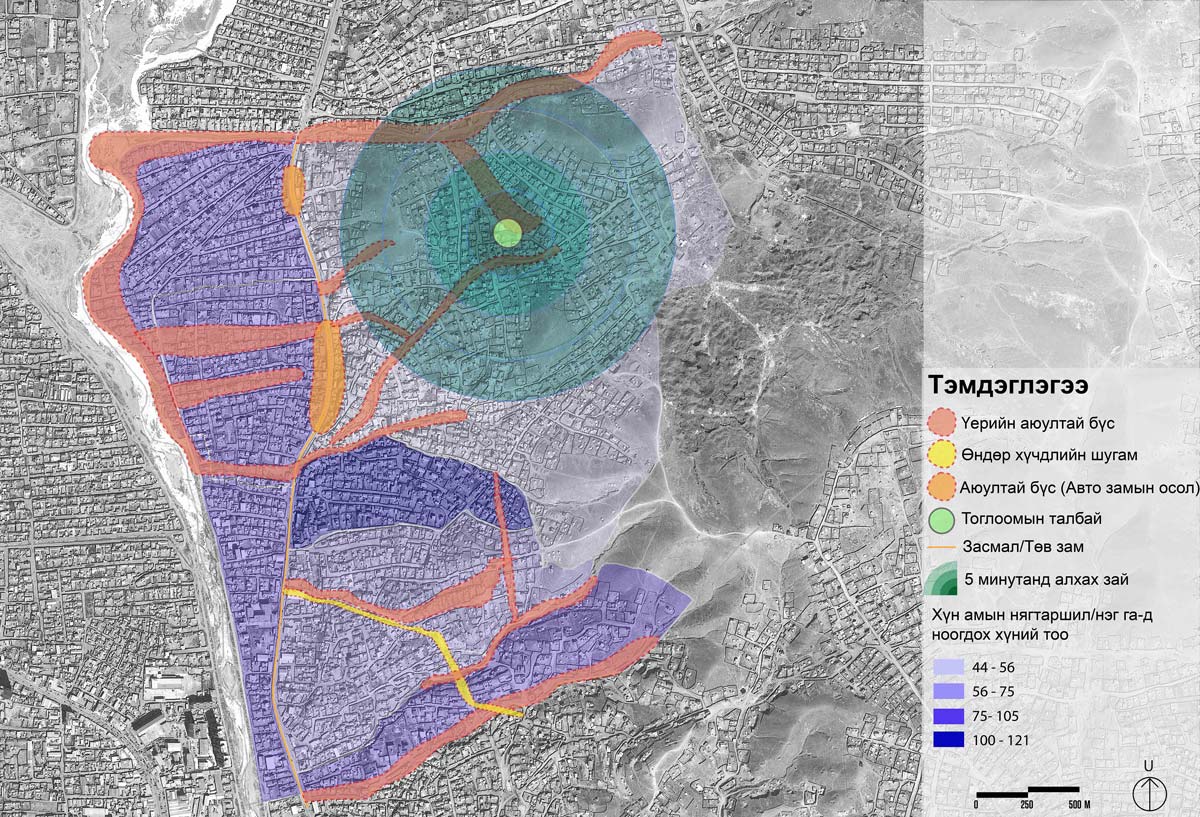 Тэмдэглэгээ
Үерийн аюултай бүс
Өндөр хүчдлийн шугам
Аюултай бүс (Авто замын осол)
Тоглоомын талбай
Засмал/Төв зам
5 минутанд алхах зай
Хүн амын нягтаршил/нэг га-д
ноогдох хүний тоо
44 - 56
56 - 75
75- 105
100 - 121
U
0 250 500 M